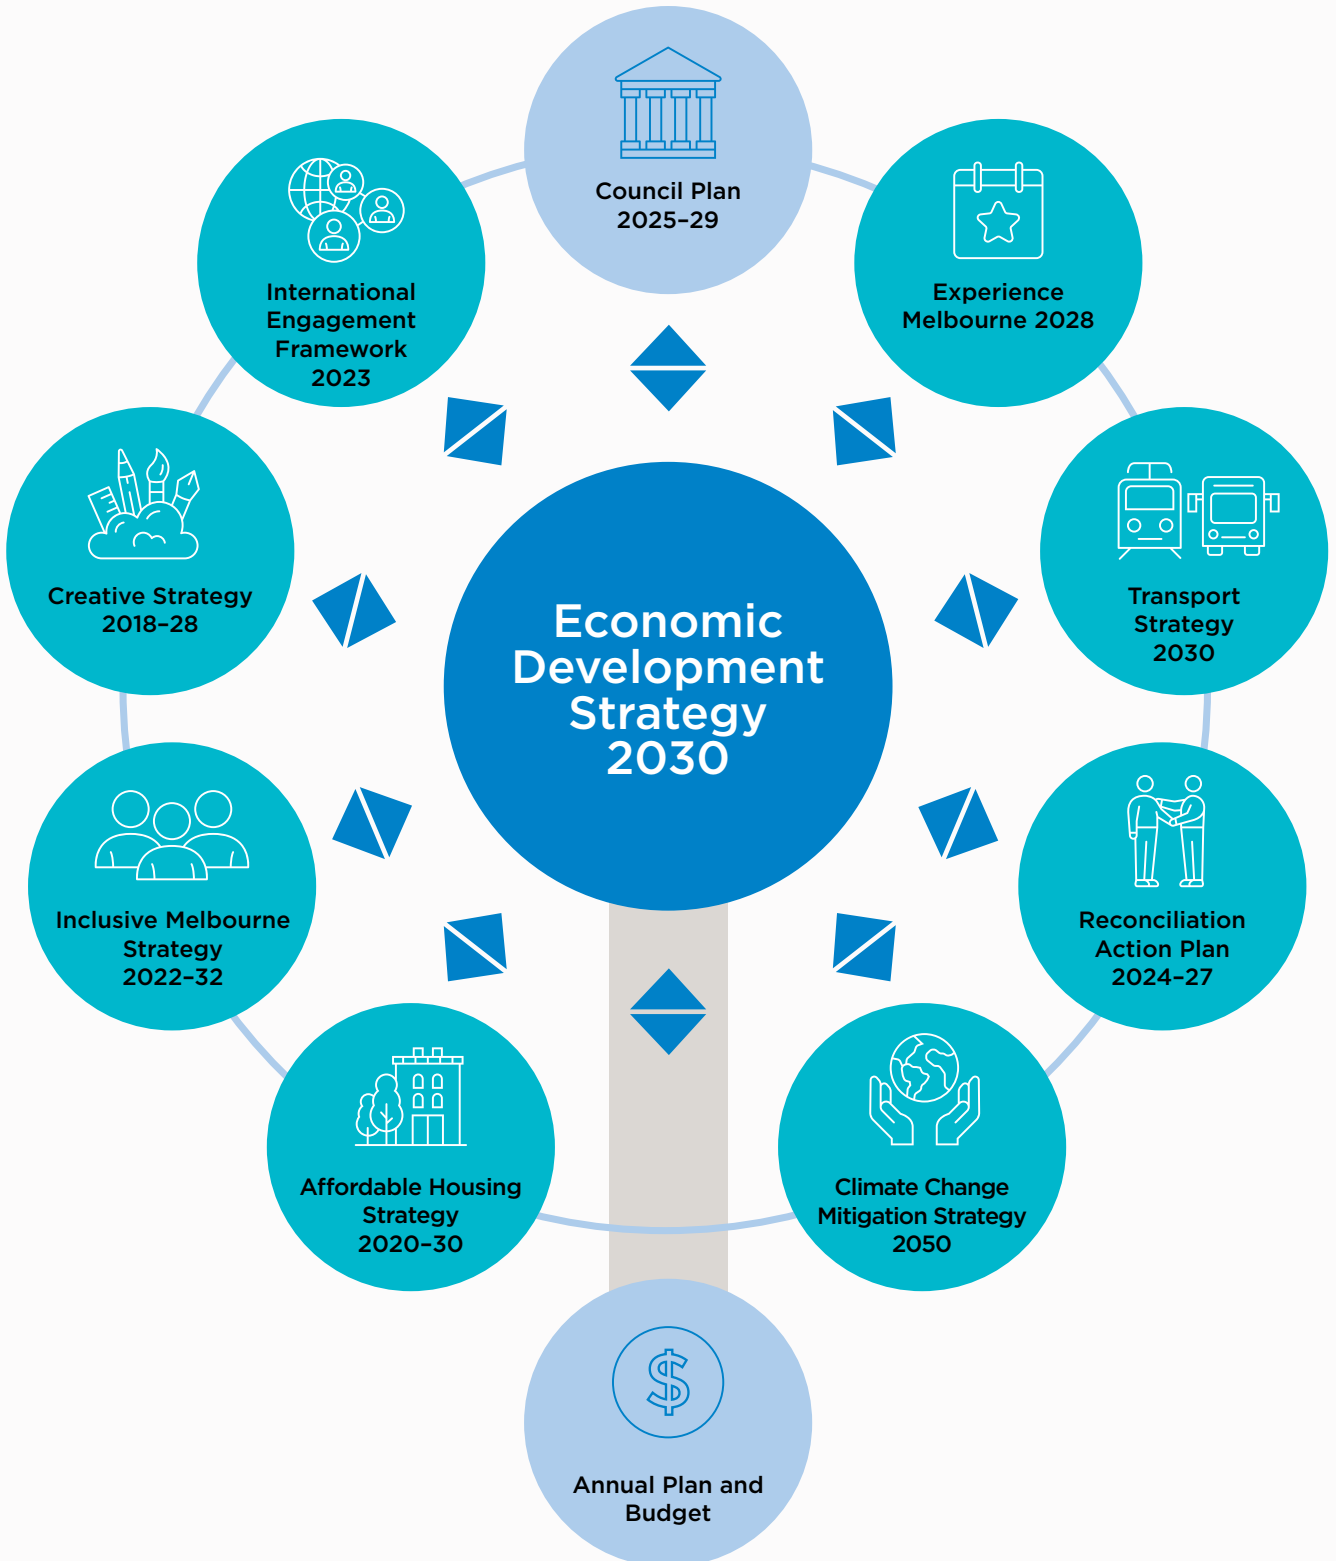 Council Plan
2025–29
International
Engagement
Framework
2023
Experience
Melbourne 2028
Creative Strategy
2018–28
Transport
Strategy
2030
Economic
Development
Strategy
2030
Inclusive Melbourne
Strategy
2022–32
Reconciliation
Action Plan
2024–27
Affordable Housing
Strategy
2020–30
Climate Change
Mitigation Strategy
2050
$
Annual Plan and
Budget